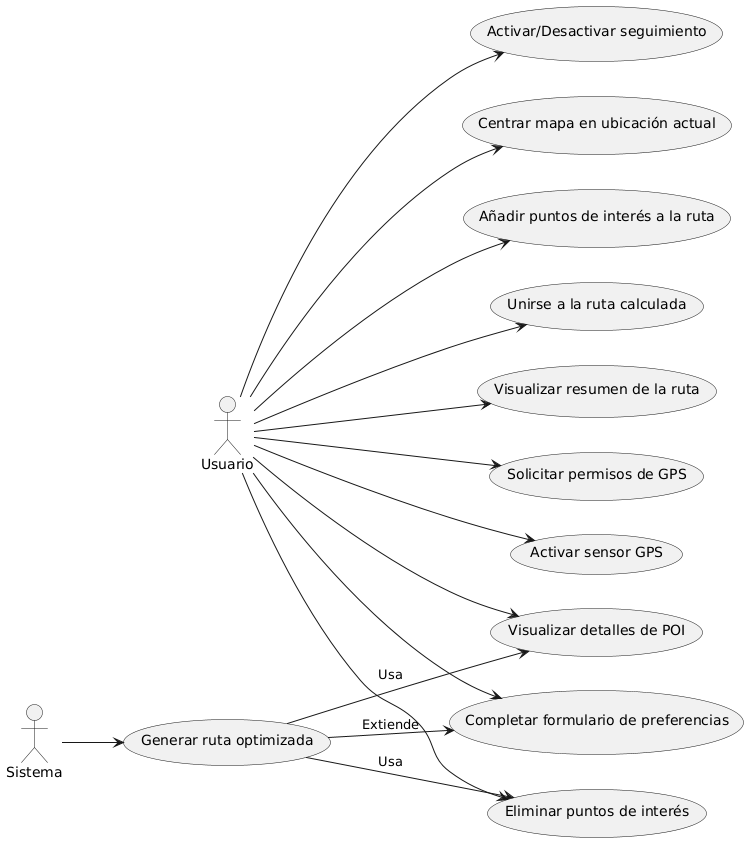 Activar/Desactivar seguimiento
Centrar mapa en ubicación actual
Añadir puntos de interés a la ruta
Unirse a la ruta calculada
Visualizar resumen de la ruta
Usuario
Solicitar permisos de GPS
Activar sensor GPS
Visualizar detalles de POI
Usa
Extiende
Completar formulario de preferencias
Generar ruta optimizada
Sistema
Usa
Eliminar puntos de interés